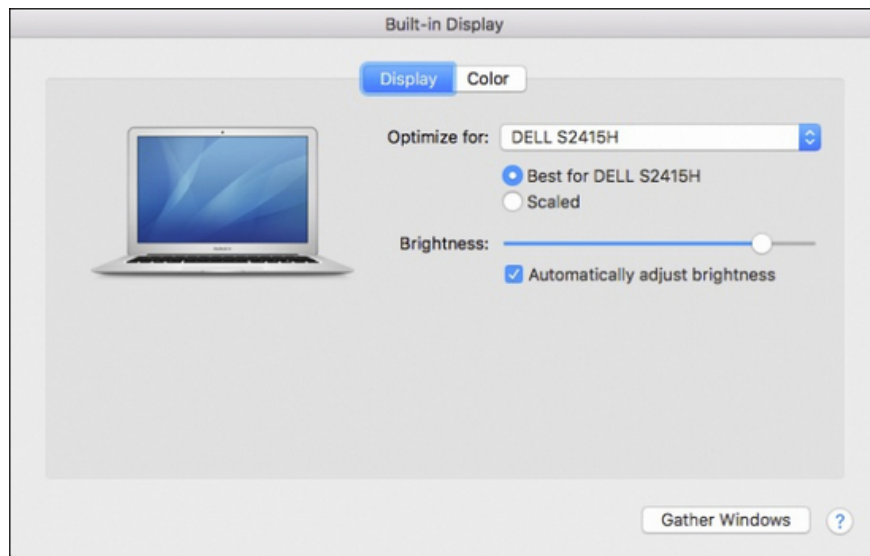 Built-in Display
Display Color
Optimize for: DELL S2415H
Best for DELL S2415H
Scaled
Brightness:
Automatically adjust brightness
Gather Windows ?